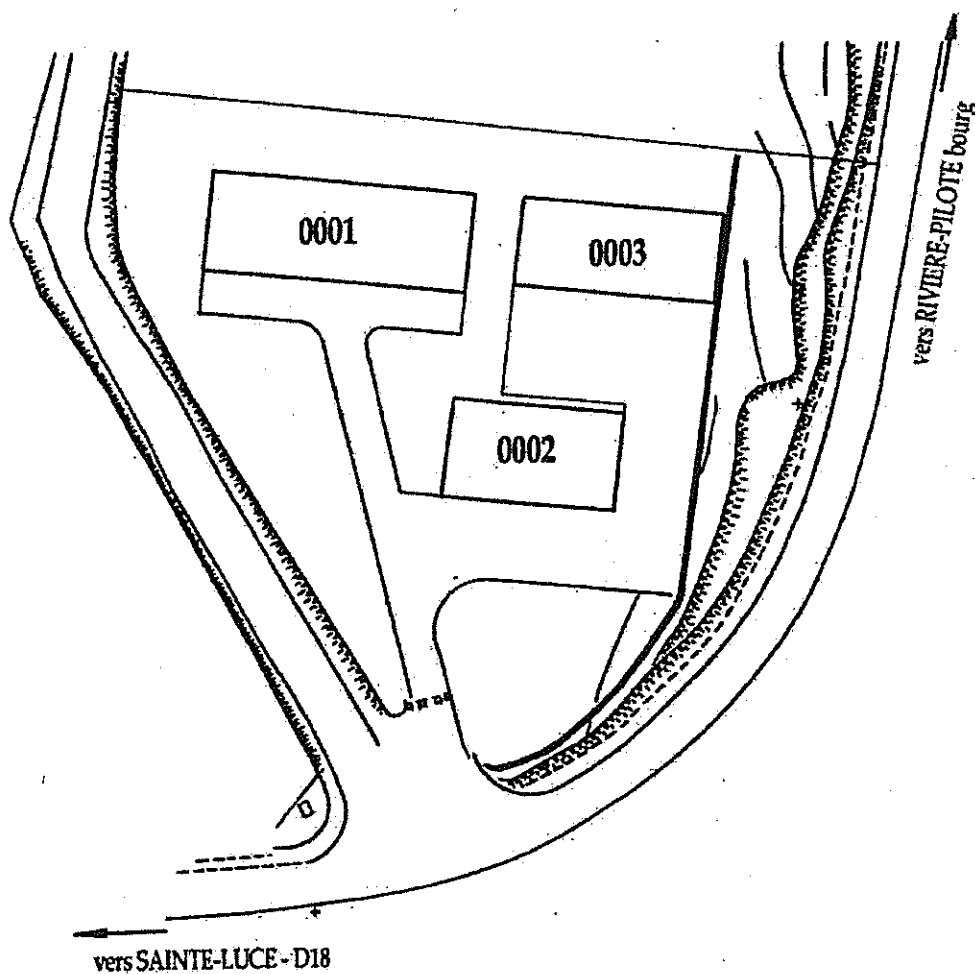 0001
0003
0002
vers RIVIERE-PILOTE bourg
vers SAINTE-LUCE - D18